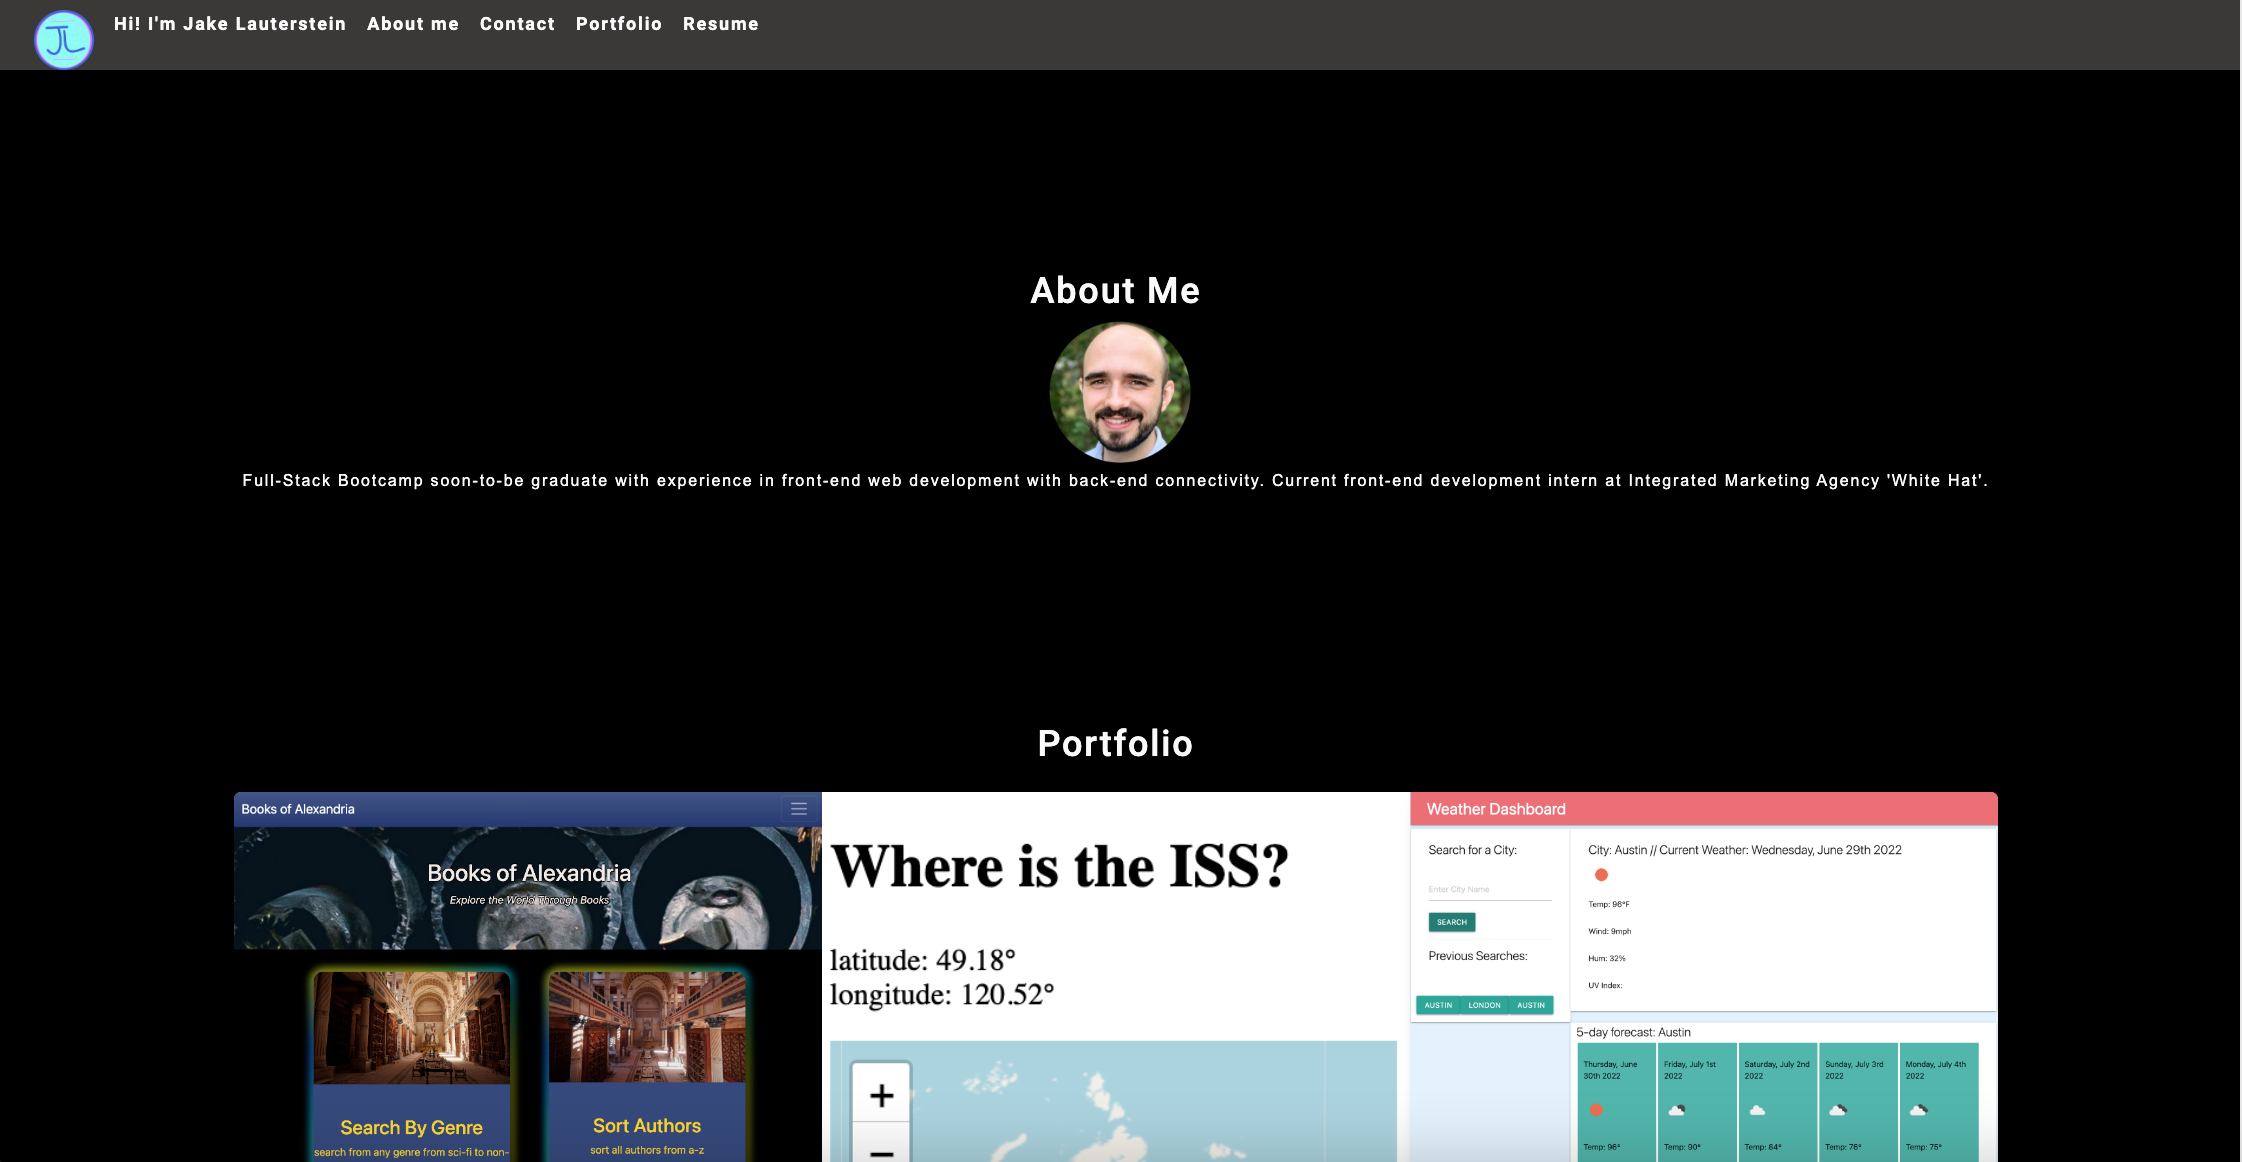 JL
Hi! I'm Jake Lauterstein About me Contact Portfolio Resume
About Me
Full-Stack Bootcamp soon-to-be graduate with experience in front-end web development with back-end connectivity. Current front-end development intern at Integrated Marketing Agency 'White Hat'.
Portfolio
Books of Alexandria
Books of Alexandria
Explore the World Through Books
Search By Genre
search from any genre from sci-fi to non-
Sort Authors
sort all authors from a-z
Where is the ISS?
latitude: 49.18°
longitude: 120.52°
+
−
Weather Dashboard
Search for a City:
Enter City Name
SEARCH
Previous Searches:
AUSTIN LONDON AUSTIN
City: Austin // Current Weather: Wednesday, June 29th 2022
Temp: 96°F
Wind: 9mph
Hum: 32%
UV Index:
5-day forecast: Austin
Thursday, June
30th 2022
Temp: 96°
Friday, July 1st
2022
Temp: 90°
Saturday, July 2nd
2022
Temp: 84°
Sunday, July 3rd
2022
Temp: 76°
Monday, July 4th
2022
Temp: 75°